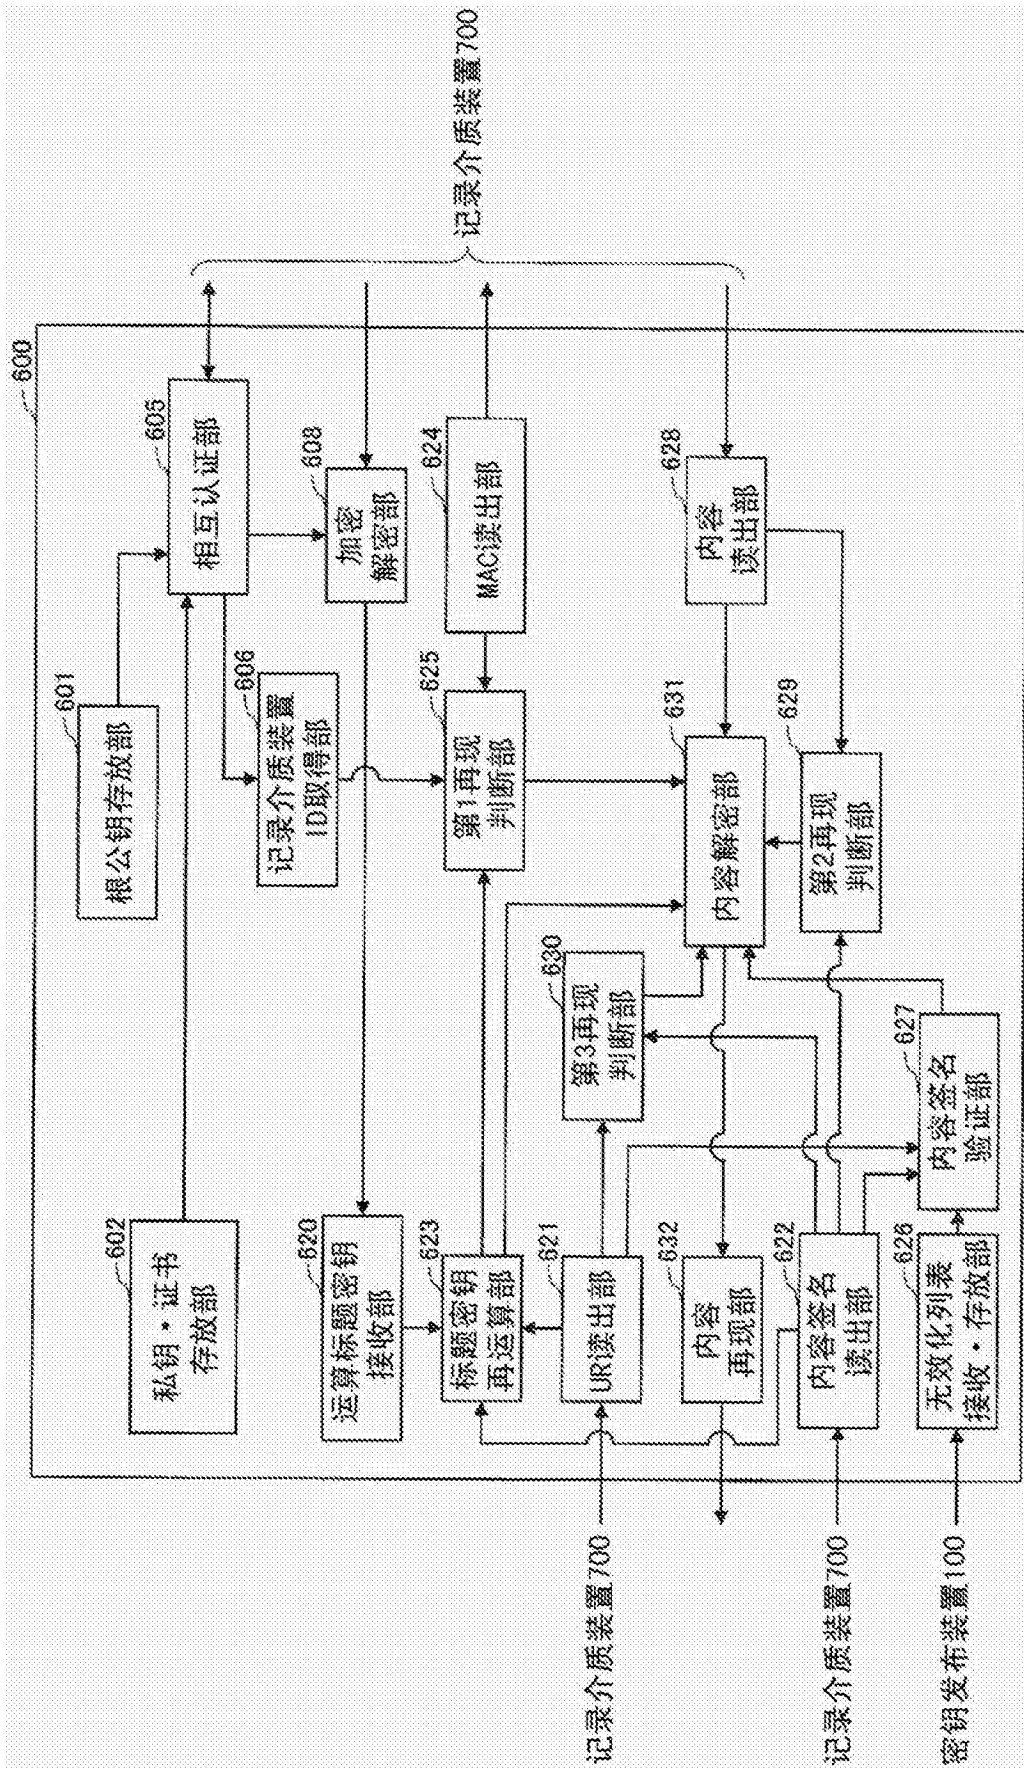 600
602
私钥・证书
存放部
601
根公钥存放部
605
相互认证部
606
记录介质装置
ID取得部
608
加密
解密部
620
运算标题密钥
接收部
623
标题密钥
再运算部
625
第1再现
判断部
624
MAC读出部
记录介质装置700
621
UR读出部
630
第3再现
判断部
632
内容
再现部
631
内容解密部
628
内容
读出部
622
内容签名
读出部
629
第2再现
判断部
626
无效化列表
接收・存放部
627
内容签名
验证部
记录介质装置700
记录介质装置700
密钥发布装置100